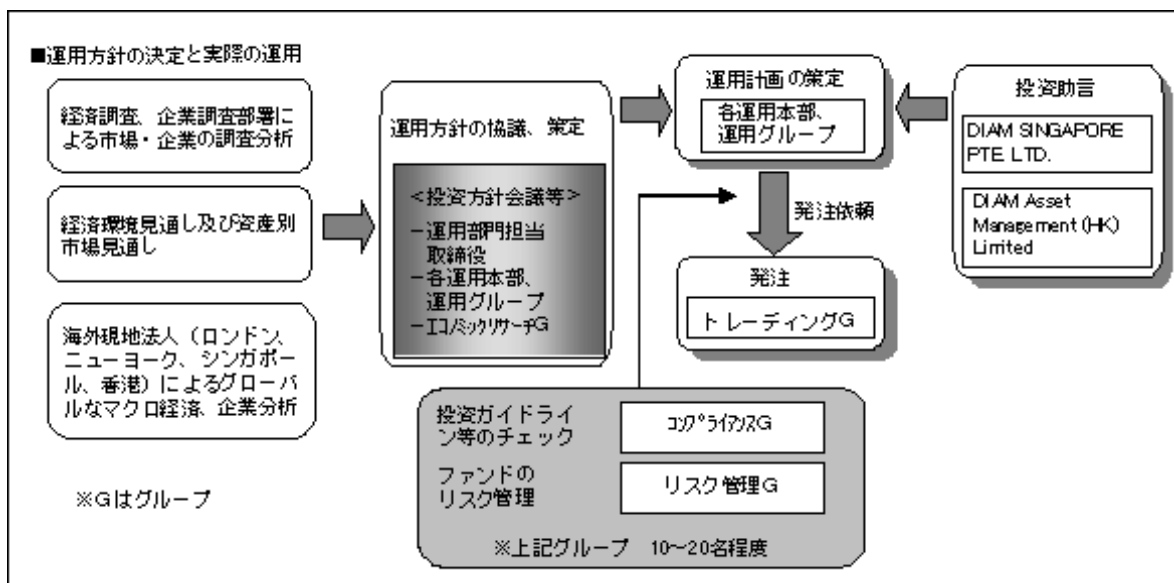 ■運用方針の決定と実際の運用
経済調査、企業調査部署に
よる市場・企業の調査分析
経済環境見通し及び資産別
市場見通し
海外現地法人（ロンドン、
ニューヨーク、シンガポー
ル、香港）によるグローバ
ルなマクロ経済、企業分析
※Gはグループ
運用方針の協議、策定
＜投資方針会議等＞
－運用部門担当
取締役
－各運用本部、
運用グループ
－ｴｺﾉﾐｯｸﾘｻｰﾁG
運用計画の策定
各運用本部、
運用グループ
発注依頼
発注
トレーディングG
投資助言
DIAM SINGAPORE
PTE LTD.
DIAM Asset
Management (HK)
Limited
投資ガイドライ
ン等のチェック
ｺﾝﾌﾟﾗｲｱﾝｽG
ファンドの
リスク管理
リスク管理G
※上記グループ 10～20名程度